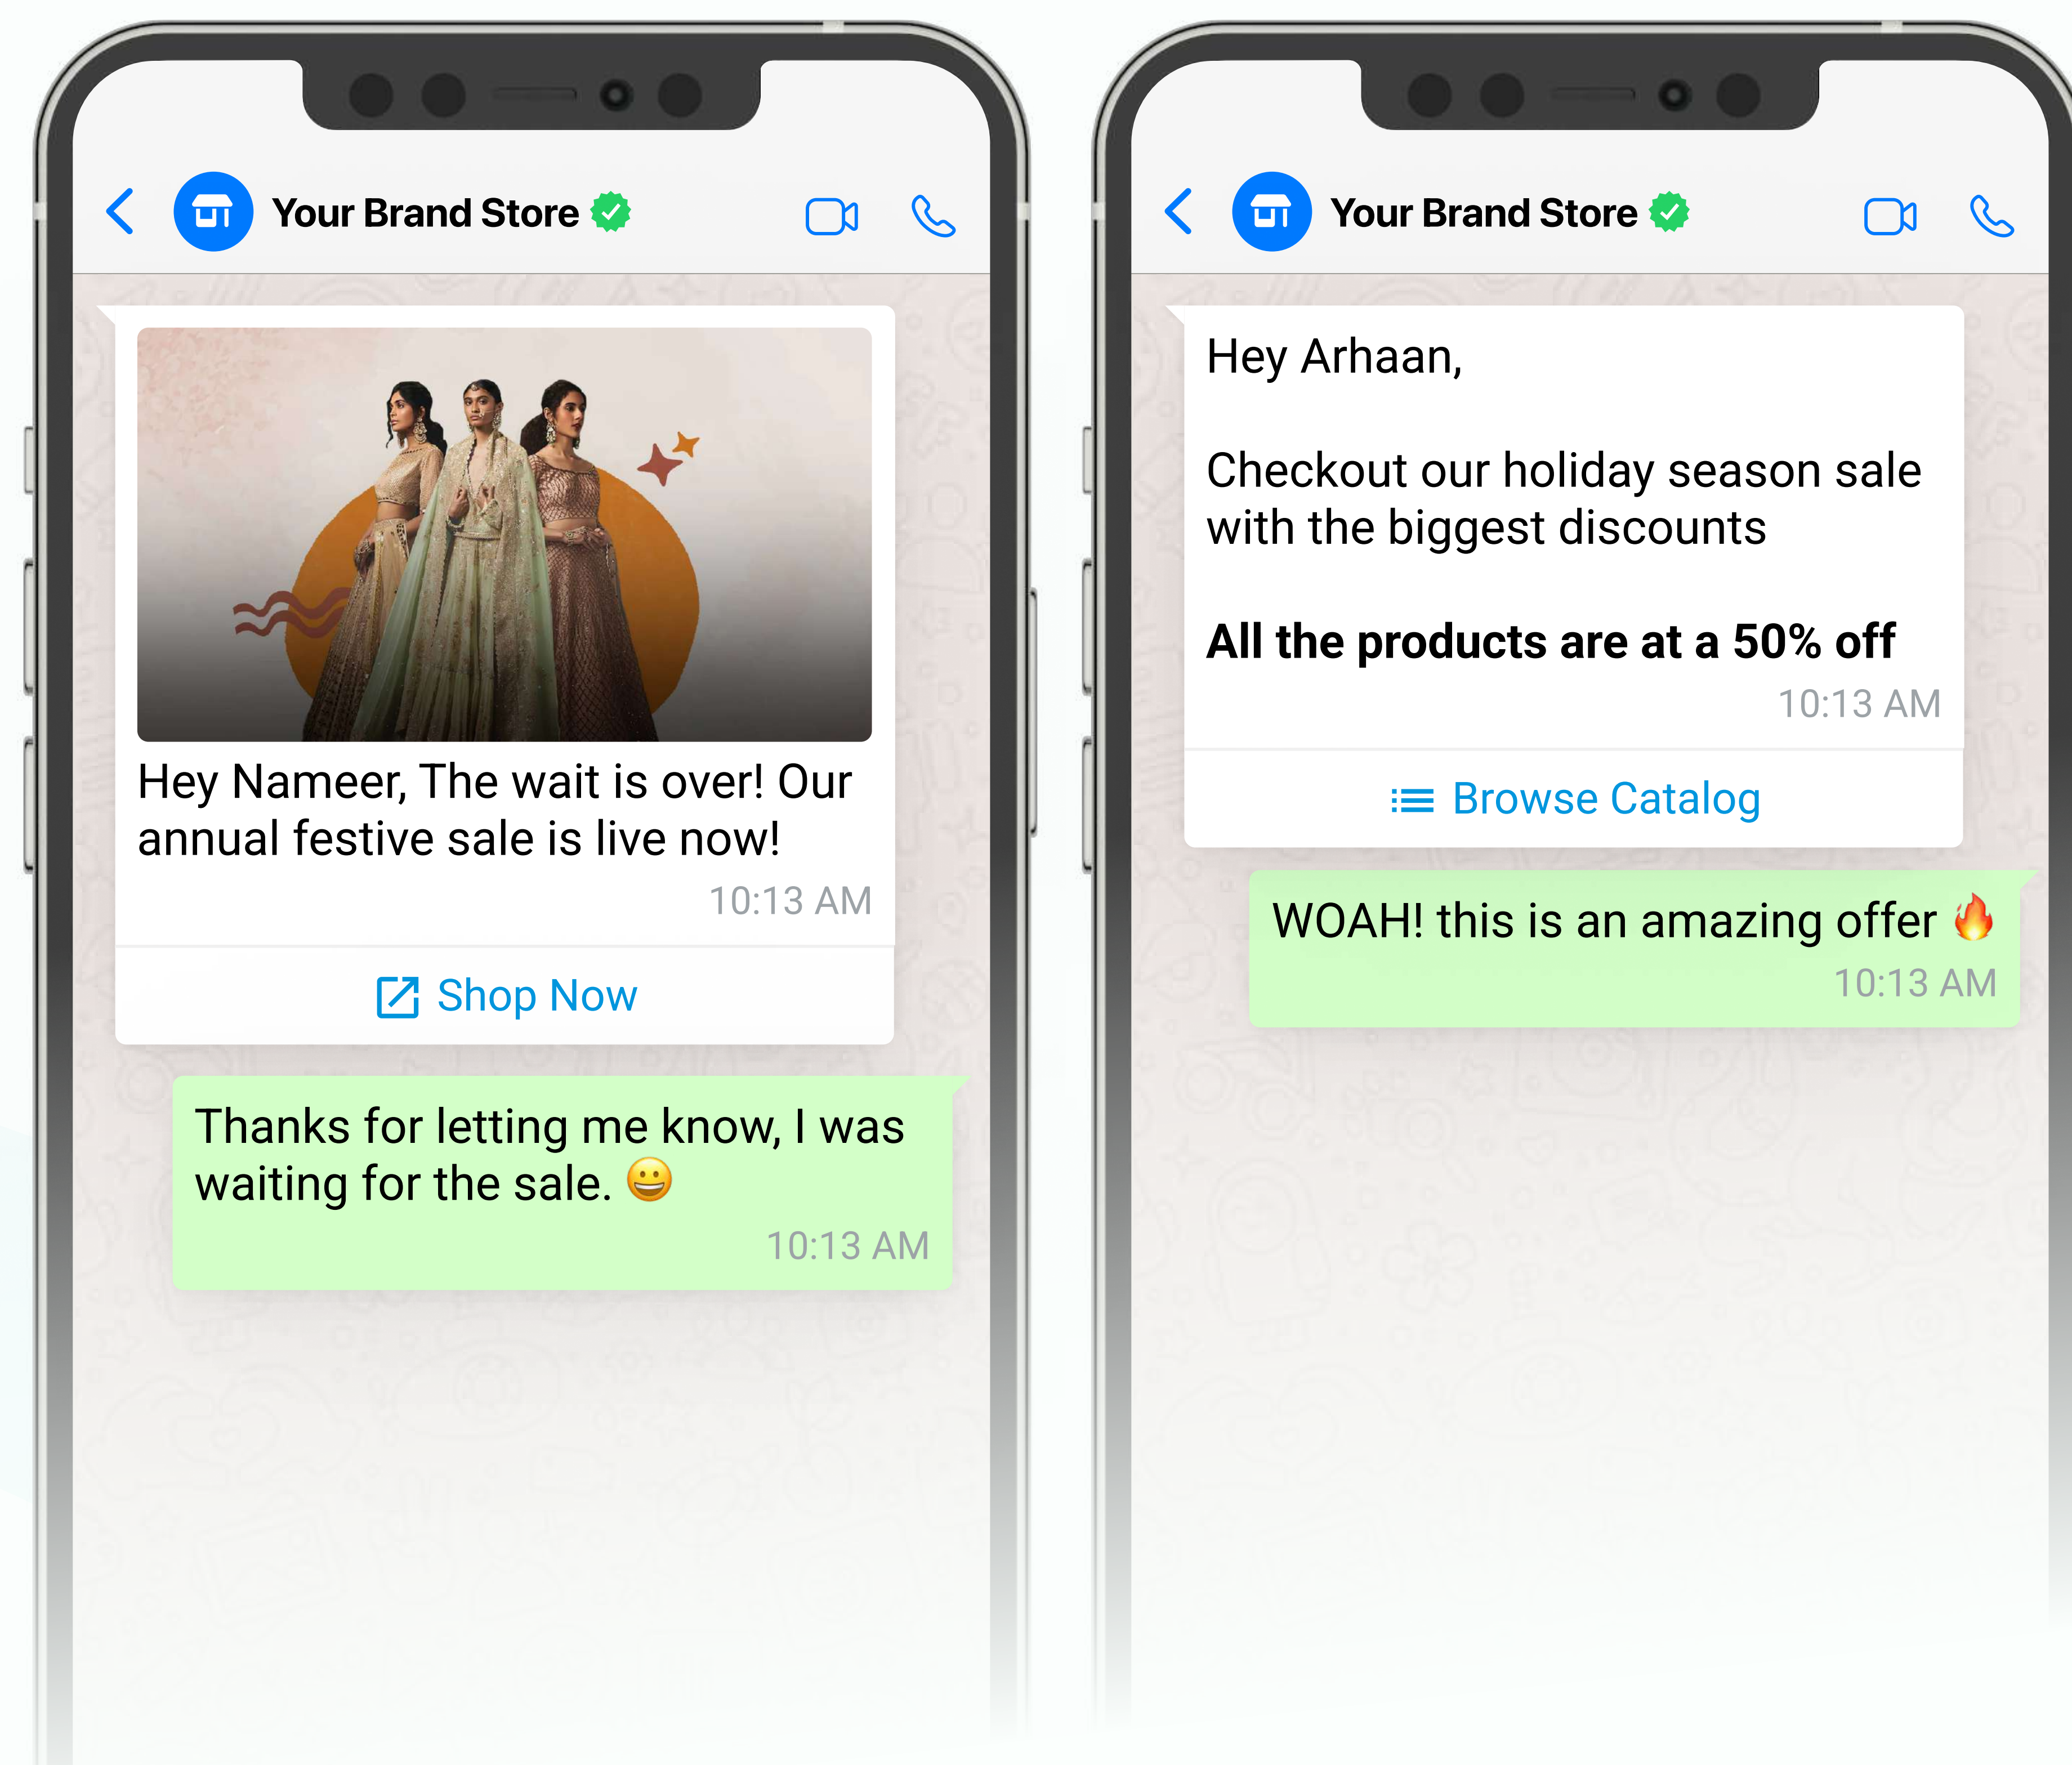 Your Brand Store
Hey Nameer, The wait is over! Our
annual festive sale is live now!
10:13 AM
Shop Now
Thanks for letting me know, I was
waiting for the sale. 😀
10:13 AM
Your Brand Store
Hey Arhaan,
Checkout our holiday season sale
with the biggest discounts
All the products are at a 50% off
10:13 AM
Browse Catalog
WOAH! this is an amazing offer 🔥
10:13 AM